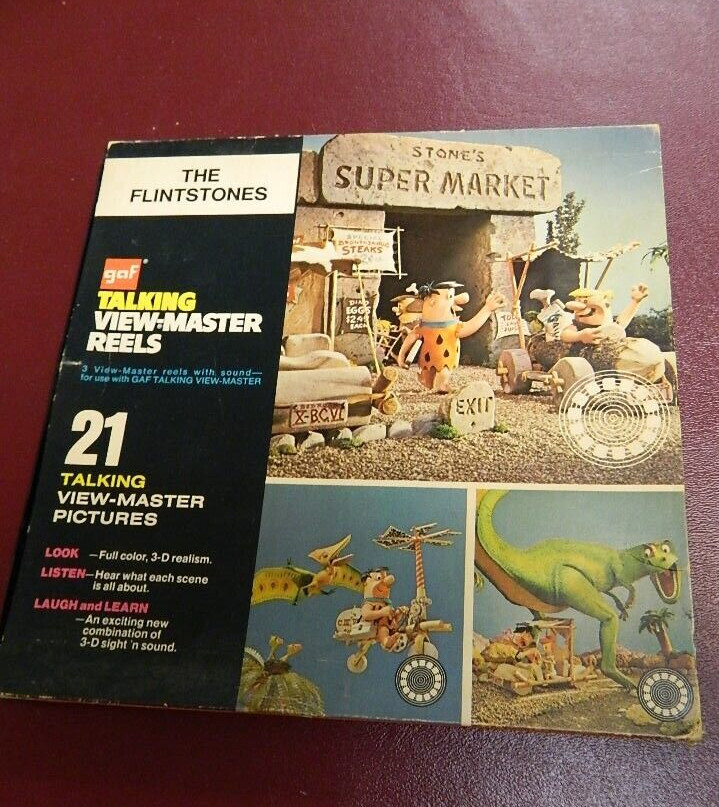 THE
FLINTSTONES
gaf
TALKING
VIEW-MASTER
REELS
3 View-Master reels with sound—
for use with GAF TALKING VIEW-MASTER
21
TALKING
VIEW-MASTER
PICTURES
LOOK —Full color, 3-D realism.
LISTEN—Hear what each scene
is all about.
LAUGH and LEARN
—An exciting new
combination of
3-D sight 'n sound.
STONE'S
SUPER MARKET
STEAKS
DINO
EGGS
EACH
X-BCVI
EXIT